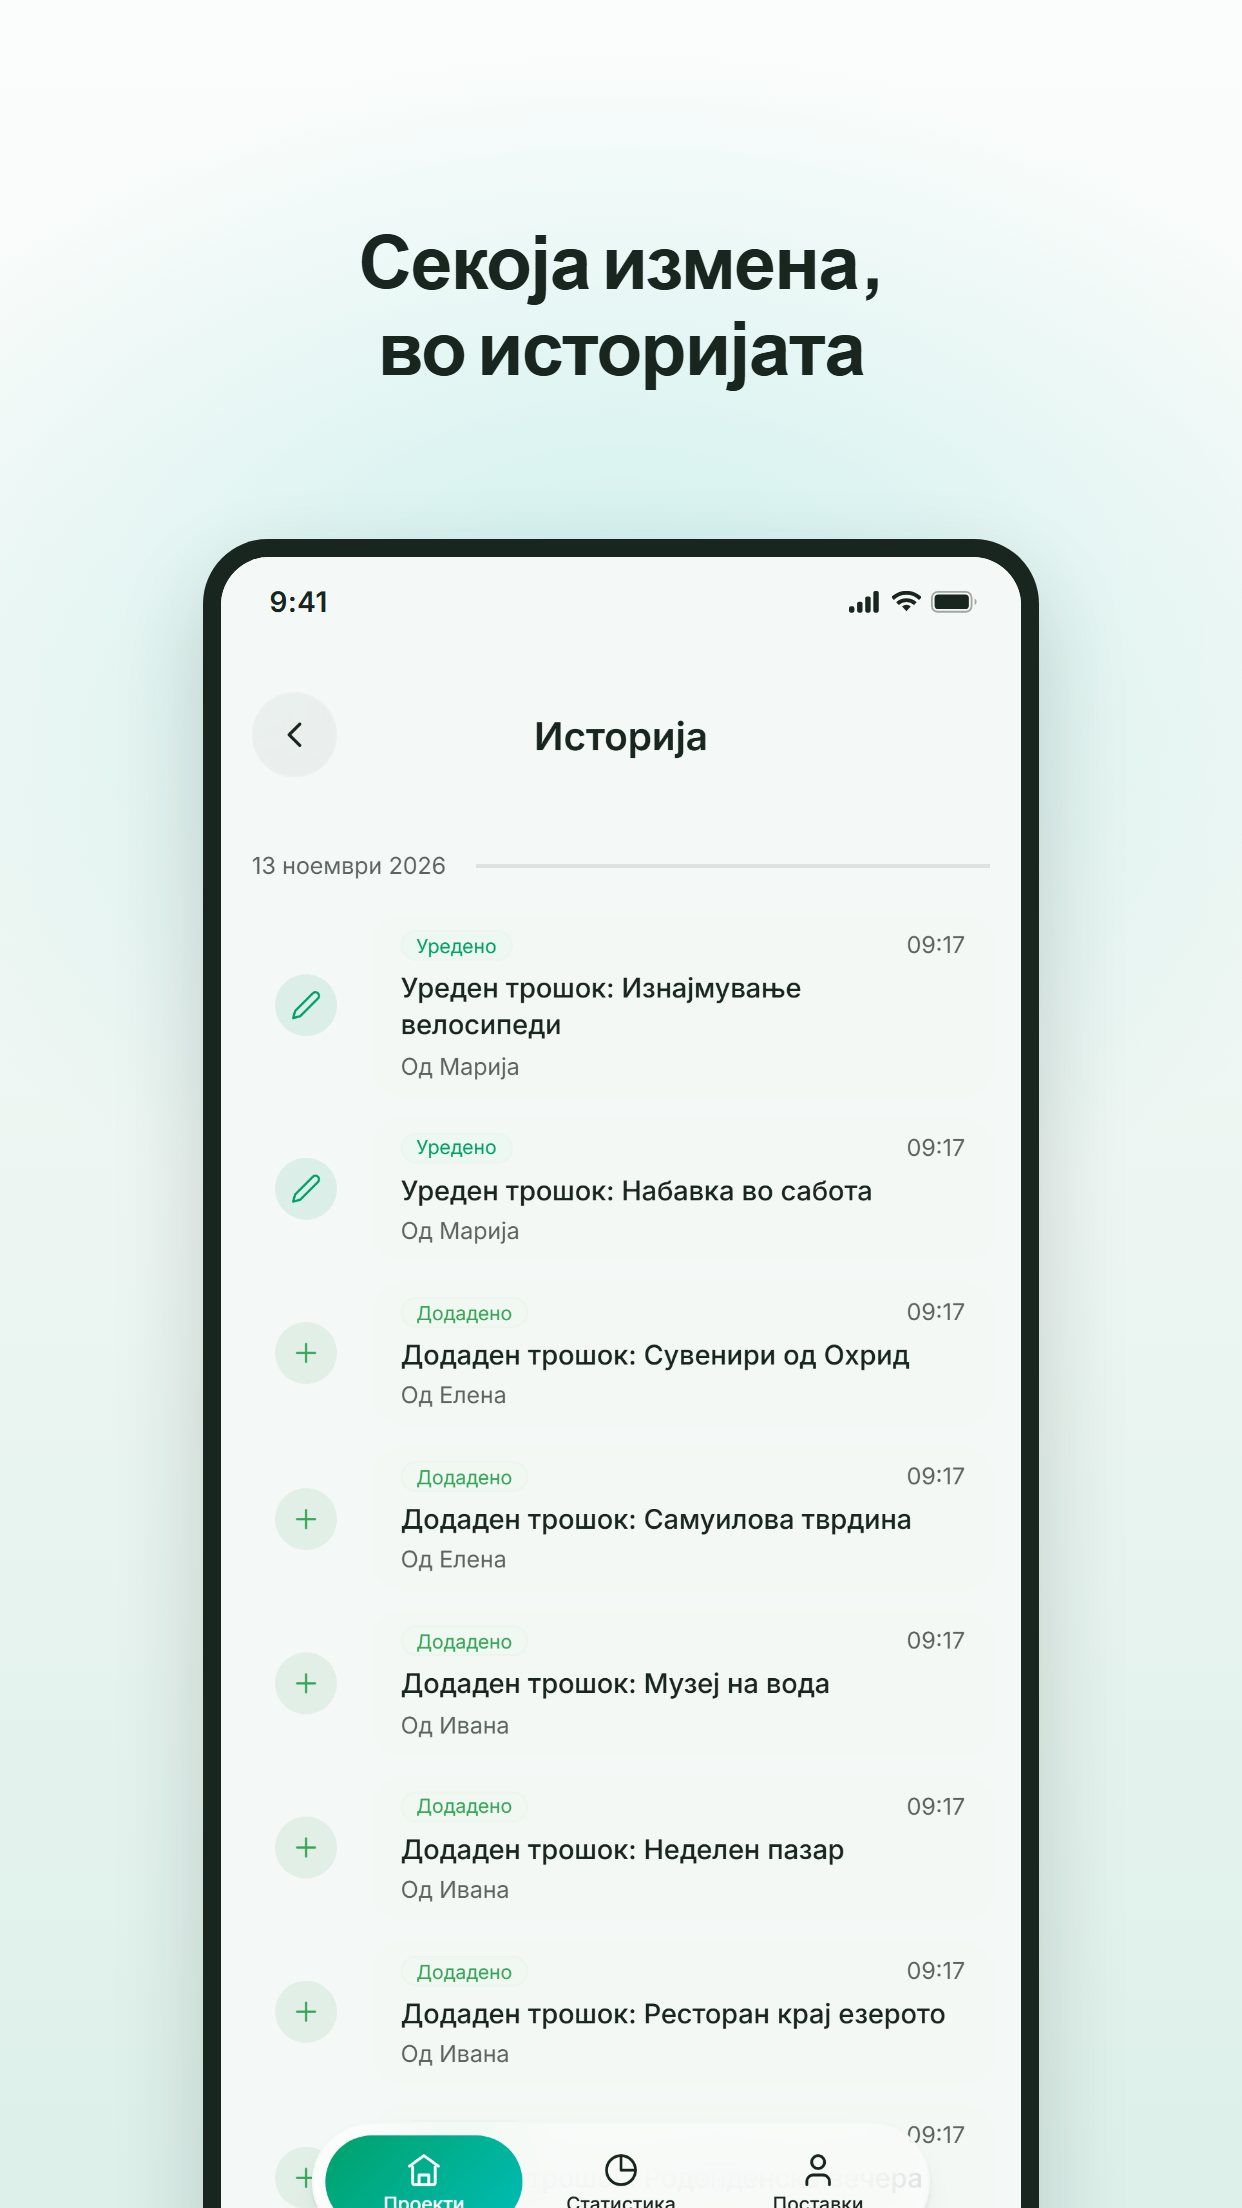 Секоја измена,
во историјата
9:41
Историја
13 ноември 2026
Уредено 09:17
Уреден трошок: Изнајмување
велосипеди
Од Марија
Уредено 09:17
Уреден трошок: Набавка во сабота
Од Марија
Додадено 09:17
Додаден трошок: Сувенири од Охрид
Од Елена
Додадено 09:17
Додаден трошок: Самуилова тврдина
Од Елена
Додадено 09:17
Додаден трошок: Музеј на вода
Од Ивана
Додадено 09:17
Додаден трошок: Неделен пазар
Од Ивана
Додадено 09:17
Додаден трошок: Ресторан крај езерото
Од Ивана
09:17
трошок: Роденденска вечера
Проекти Статистика Поставки